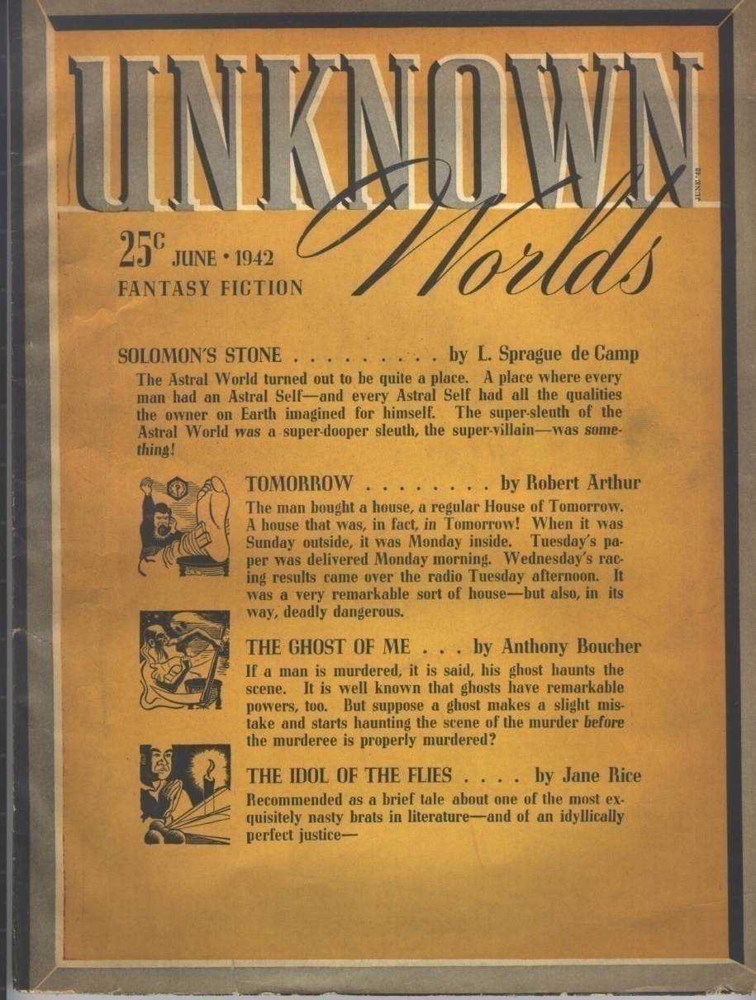 UNKNOWN
Worlds
JUNE '42
25c JUNE • 1942
FANTASY FICTION
SOLOMON'S STONE . . . . . . . . . . by L. Sprague de Camp
The Astral World turned out to be quite a place. A place where every
man had an Astral Self—and every Astral Self had all the qualities
the owner on Earth imagined for himself. The super-sleuth of the
Astral World was a super-dooper sleuth, the super-villain—was some-
thing!
TOMORROW . . . . . . . . by Robert Arthur
The man bought a house, a regular House of Tomorrow.
A house that was, in fact, in Tomorrow! When it was
Sunday outside, it was Monday inside. Tuesday's pa-
per was delivered Monday morning. Wednesday's rac-
ing results came over the radio Tuesday afternoon. It
was a very remarkable sort of house—but also, in its
way, deadly dangerous.
THE GHOST OF ME . . . by Anthony Boucher
If a man is murdered, it is said, his ghost haunts the
scene. It is well known that ghosts have remarkable
powers, too. But suppose a ghost makes a slight mis-
take and starts haunting the scene of the murder before
the murderee is properly murdered?
THE IDOL OF THE FLIES . . . . by Jane Rice
Recommended as a brief tale about one of the most ex-
quisitely nasty brats in literature—and of an idyllically
perfect justice—